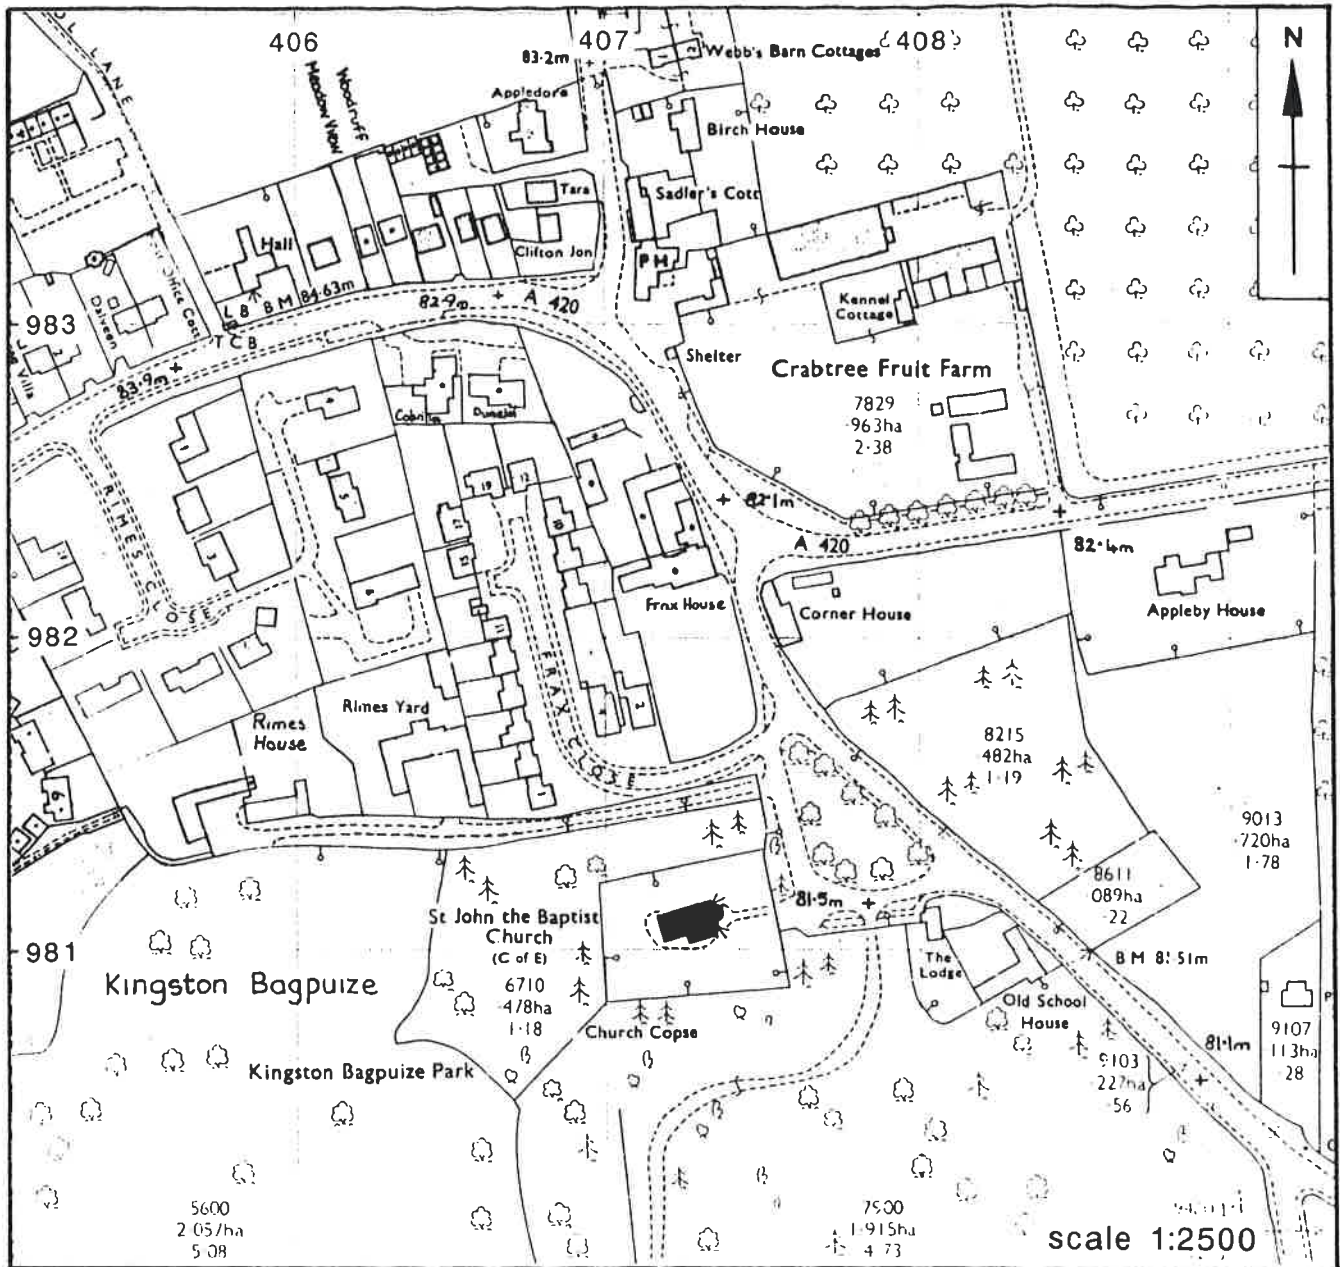 406
407
408
N
LANE
83·2m
Webb's Barn Cottages
Woodruff
Meadow View
Appledore
Birch House
Tara
Sadler's Cott
Clifton Jon
Hall
P H
L B
B M 84·63m
82·9m
A 420
Kennel
Cottage
983
T C B
Office Cott
Dalveen
Villa
83·9m
Shelter
Crabtree Fruit Farm
7829
·963ha
2·38
82·1m
A 420
82·4m
RIMES CLOSE
Frax House
Corner House
Appleby House
982
FRAX CLOSE
Rimes Yard
Rimes
House
8215
·482ha
1·19
9013
·720ha
1·78
8611
·089ha
·22
St John the Baptist
Church
(C of E)
6710
·478ha
1·18
81·5m
981
Kingston Bagpuize
The
Lodge
B M 81·51m
Old School
House
Church Copse
9107
·113ha
·28
81·1m
9103
·227ha
·56
Kingston Bagpuize Park
5600
2·057ha
5·08
7900
1·915ha
4·73
scale 1:2500